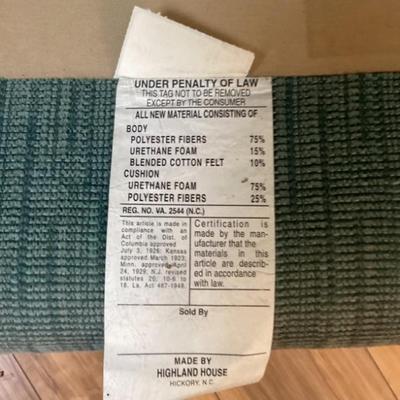 UNDER PENALTY OF LAW
THIS TAG NOT TO BE REMOVED
EXCEPT BY THE CONSUMER
ALL NEW MATERIAL CONSISTING OF
BODY
POLYESTER FIBERS 75%
URETHANE FOAM 15%
BLENDED COTTON FELT 10%
CUSHION
URETHANE FOAM 75%
POLYESTER FIBERS 25%
REG. NO. VA. 2544 (N.C.)
This article is made in
compliance with an
Act of the Dist. of
Columbia approved
July 3, 1926; Kansas
approved March 1923;
Minn. approved April
24, 1929; N.J. revised
statutes 26; 10-6 to
18. La. Act 467-1948.
Certification is
made by the man-
ufacturer that the
materials in this
article are describ-
ed in accordance
with law.
Sold By
MADE BY
HIGHLAND HOUSE
HICKORY, N.C.